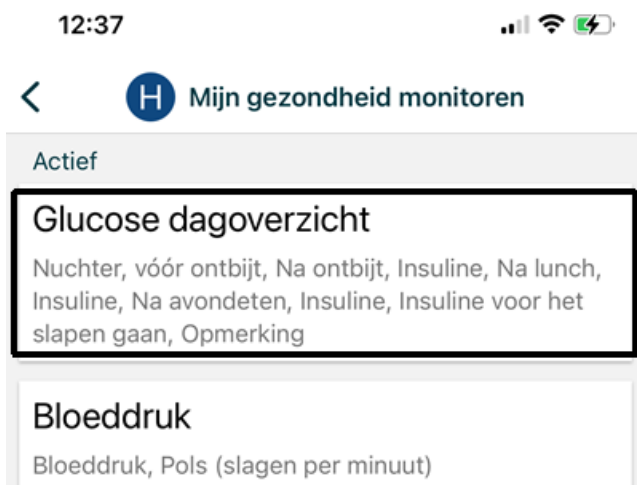 12:37
H Mijn gezondheid monitoren
Actief
Glucose dagoverzicht
Nuchter, vóór ontbijt, Na ontbijt, Insuline, Na lunch,
Insuline, Na avondeten, Insuline, Insuline voor het
slapen gaan, Opmerking
Bloeddruk
Bloeddruk, Pols (slagen per minuut)